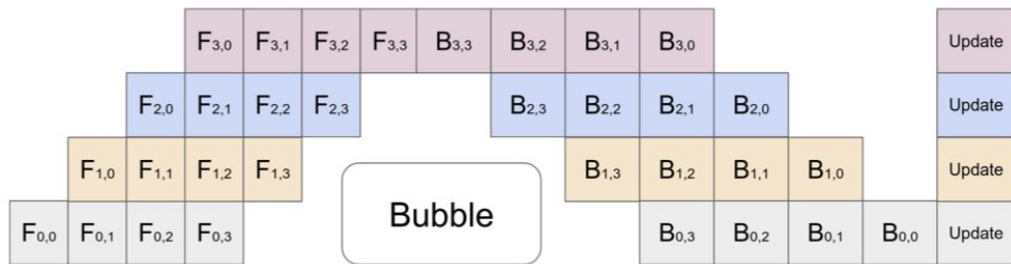 F3,0 F3,1 F3,2 F3,3 B3,3 B3,2 B3,1 B3,0 Update
F2,0 F2,1 F2,2 F2,3 B2,3 B2,2 B2,1 B2,0 Update
F1,0 F1,1 F1,2 F1,3 B1,3 B1,2 B1,1 B1,0 Update
Bubble
F0,0 F0,1 F0,2 F0,3 B0,3 B0,2 B0,1 B0,0 Update